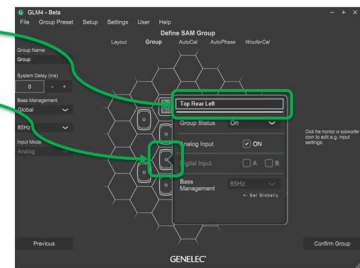 GLM4 - Beta
File Group Preset Setup Settings User Help
Define SAM Group
Layout Group AutoCal AutoPhase WooferCal
Group Name
Group
System Delay (ms)
0 - +
Bass Management
Global
85Hz
Input Mode
Analog
Top Rear Left
Group Status On
Analog Input ON
Digital Input A B
Bass
Management 85Hz
<- Set Globally
Click the monitor or subwoofer
icon to edit e.g. input
settings.
Previous
GENELEC
Confirm Group